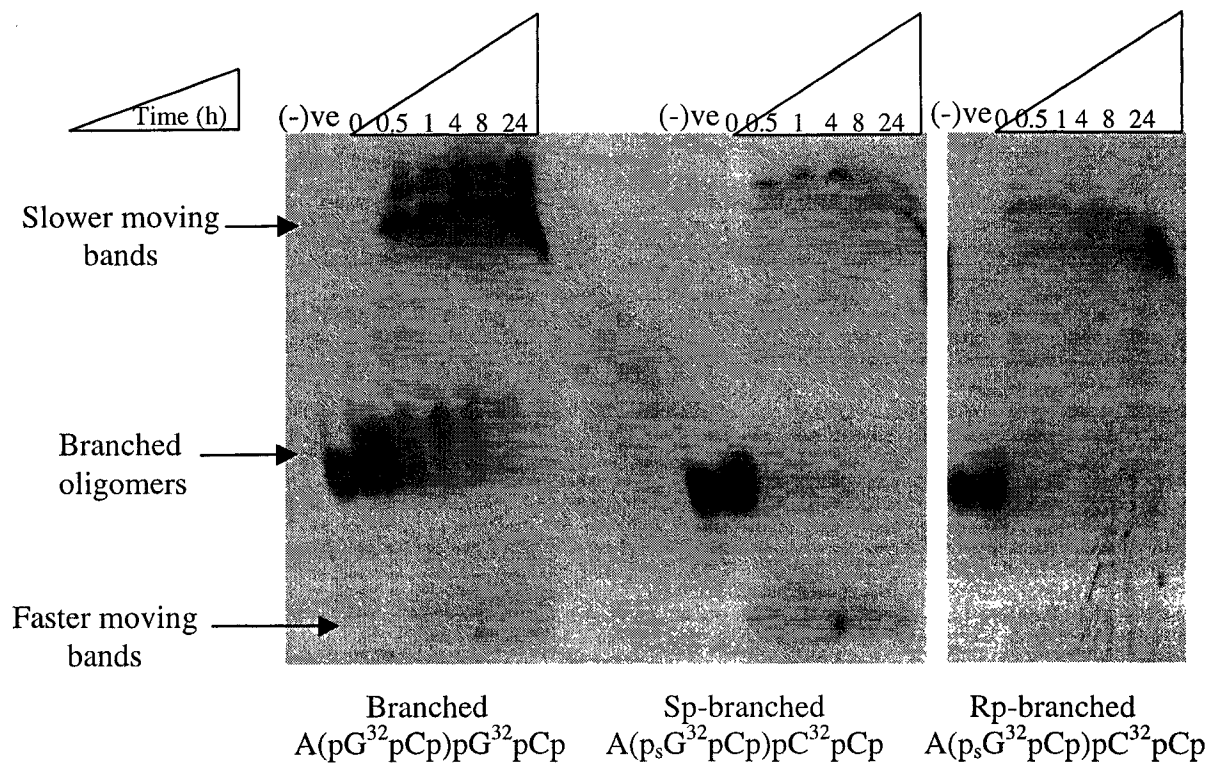 Time (h)
(-)ve 0 0.5 1 4 8 24
(-)ve 0 0.5 1 4 8 24
(-)ve 0 0.5 1 4 8 24
Slower moving
bands
Branched
oligomers
Faster moving
bands
Branched
A(pG³²pCp)pG³²pCp
Sp-branched
A(pₛG³²pCp)pC³²pCp
Rp-branched
A(pₛG³²pCp)pC³²pCp